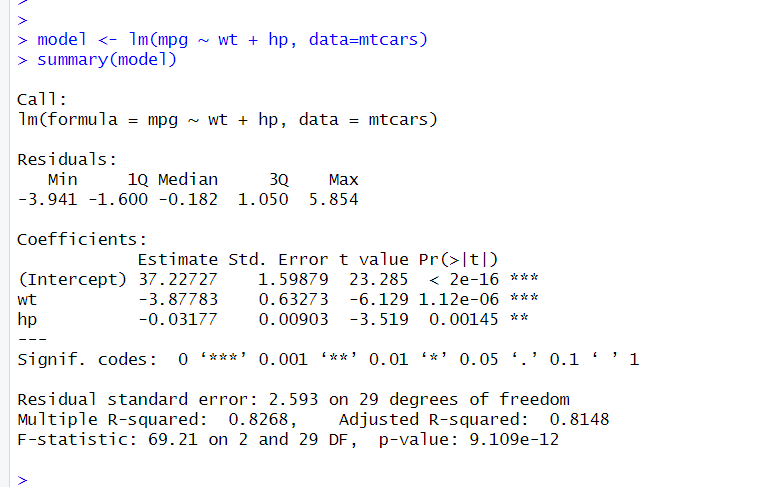 >
>
> model <- lm(mpg ~ wt + hp, data=mtcars)
> summary(model)

Call:
lm(formula = mpg ~ wt + hp, data = mtcars)

Residuals:
   Min     1Q Median     3Q    Max
-3.941 -1.600 -0.182  1.050  5.854

Coefficients:
            Estimate Std. Error t value Pr(>|t|)
(Intercept) 37.22727    1.59879  23.285  < 2e-16 ***
wt          -3.87783    0.63273  -6.129 1.12e-06 ***
hp          -0.03177    0.00903  -3.519  0.00145 **
---
Signif. codes:  0 ‘***’ 0.001 ‘**’ 0.01 ‘*’ 0.05 ‘.’ 0.1 ‘ ’ 1

Residual standard error: 2.593 on 29 degrees of freedom
Multiple R-squared:  0.8268,    Adjusted R-squared:  0.8148
F-statistic: 69.21 on 2 and 29 DF,  p-value: 9.109e-12

>